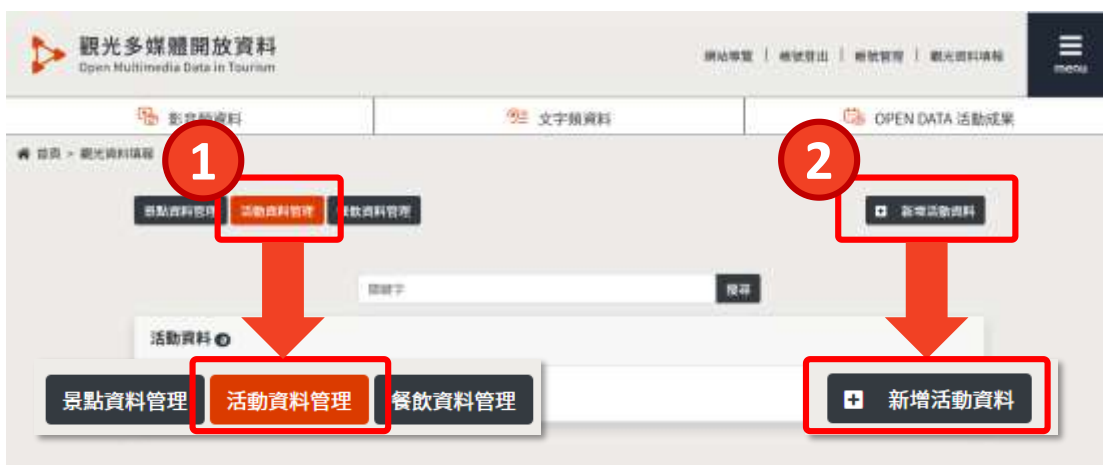 觀光多媒體開放資料
Open Multimedia Data in Tourism
網站導覽 | 帳號登出 | 帳號管理 | 觀光資料填報
menu
影音類資料
文字類資料
OPEN DATA 活動成果
首頁 > 觀光資料填報
1
2
景點資料管理 活動資料管理 餐飲資料管理
新增活動資料
關鍵字
搜尋
活動資料
景點資料管理 活動資料管理 餐飲資料管理
新增活動資料